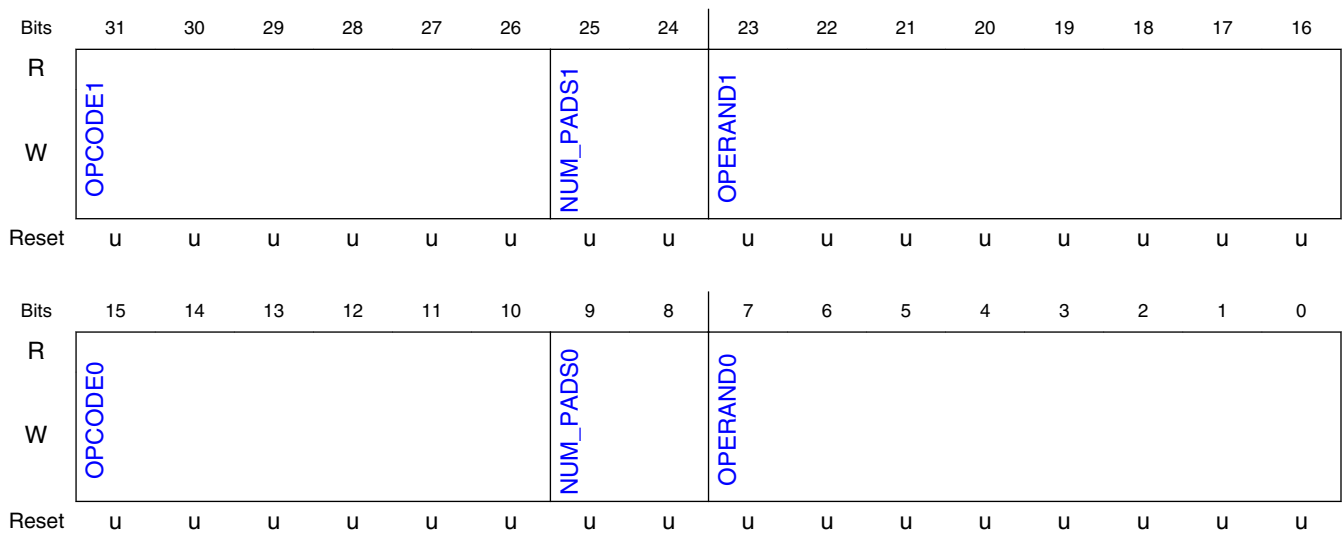 Bits 31 30 29 28 27 26 25 24 23 22 21 20 19 18 17 16
R
OPCODE1 NUM_PADS1 OPERAND1
W
Reset u u u u u u u u u u u u u u u u
Bits 15 14 13 12 11 10 9 8 7 6 5 4 3 2 1 0
R
OPCODE0 NUM_PADS0 OPERAND0
W
Reset u u u u u u u u u u u u u u u u